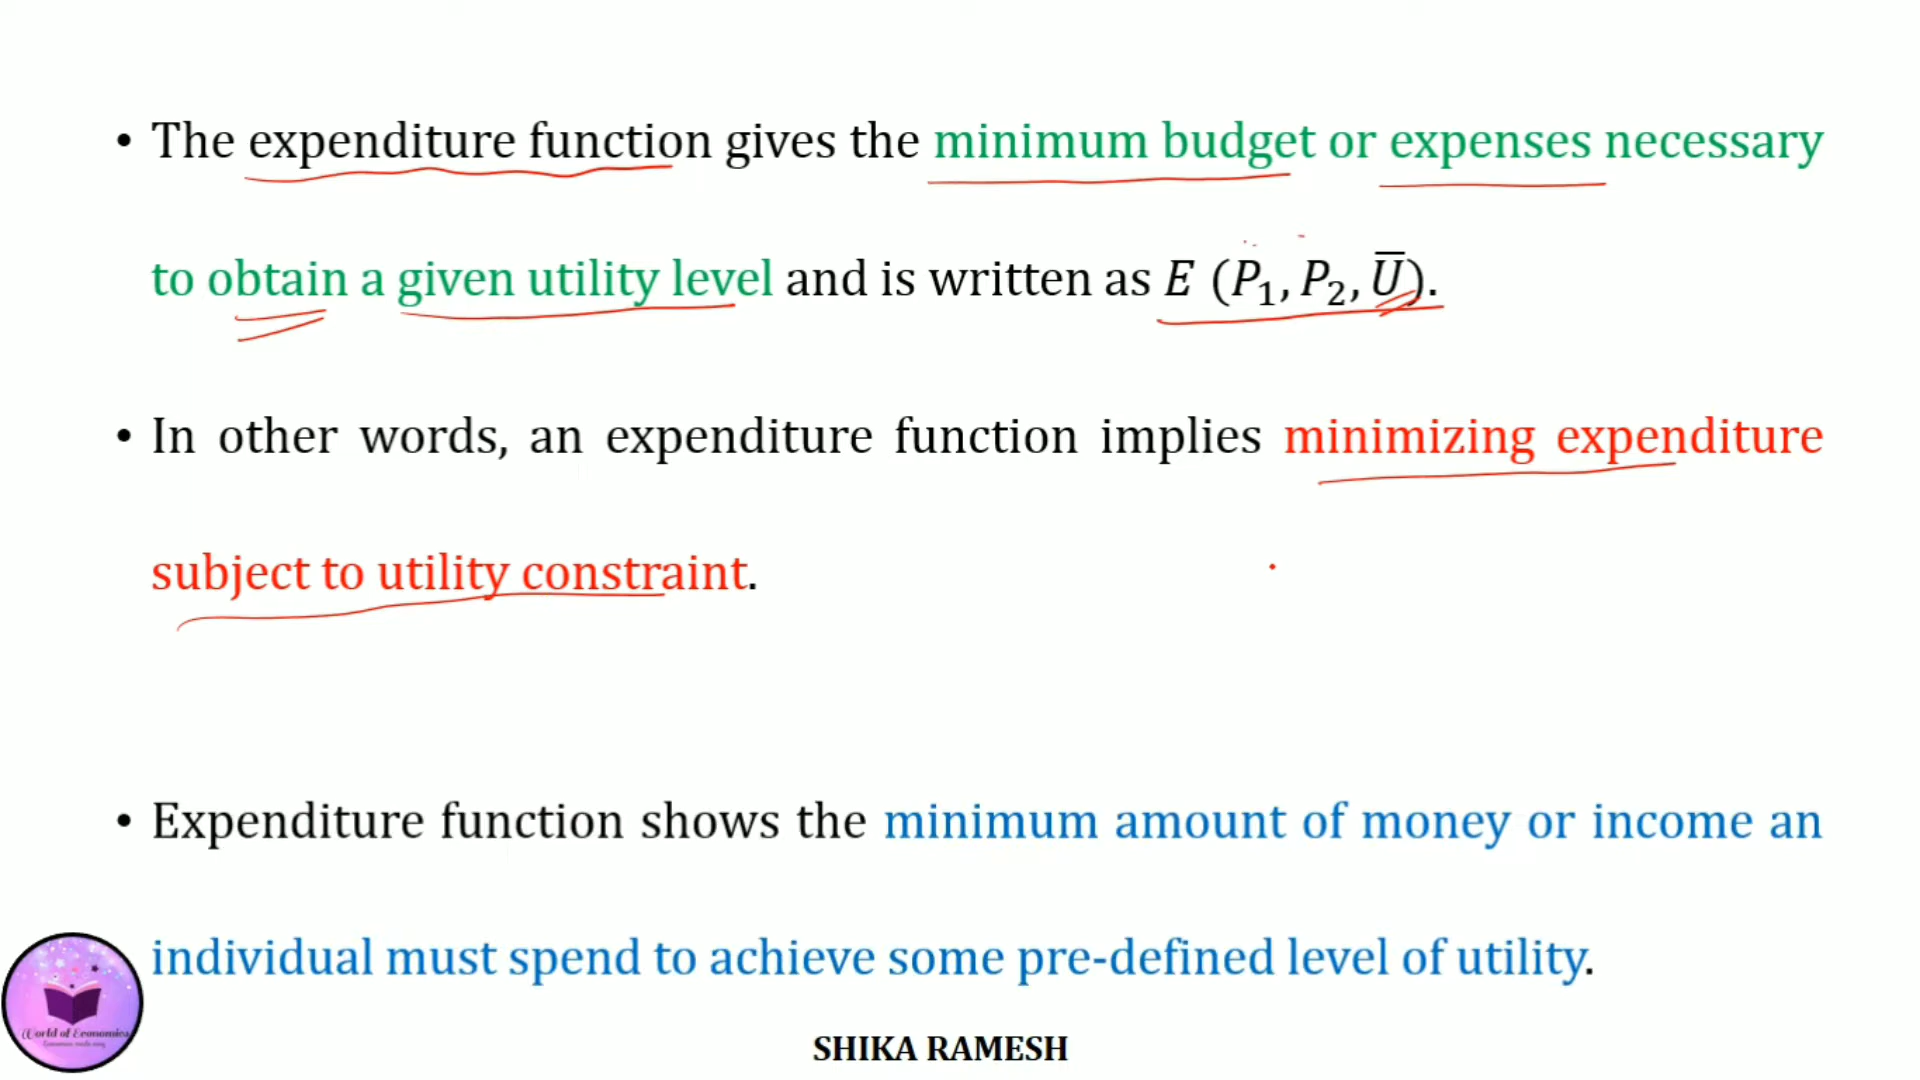 • The expenditure function gives the minimum budget or expenses necessary
to obtain a given utility level and is written as E (P₁, P₂, U̅).
• In other words, an expenditure function implies minimizing expenditure
subject to utility constraint.
• Expenditure function shows the minimum amount of money or income an
individual must spend to achieve some pre-defined level of utility.
World of Economics
SHIKA RAMESH